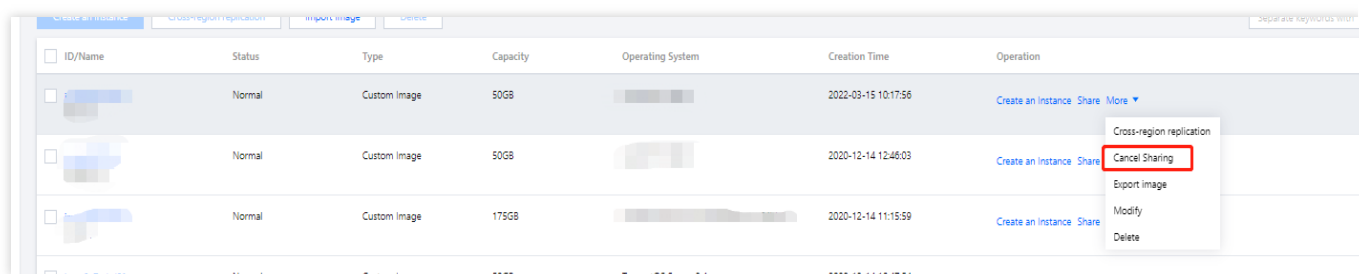 Create an Instance Cross-region replication Import Image Delete Separate keywords with
ID/Name Status Type Capacity Operating System Creation Time Operation
Normal Custom Image 50GB 2022-03-15 10:17:56 Create an Instance Share More
Cross-region replication
Normal Custom Image 50GB 2020-12-14 12:46:03 Create an Instance Share
Cancel Sharing
Export image
Normal Custom Image 175GB 2020-12-14 11:15:59 Create an Instance Share
Modify
Delete